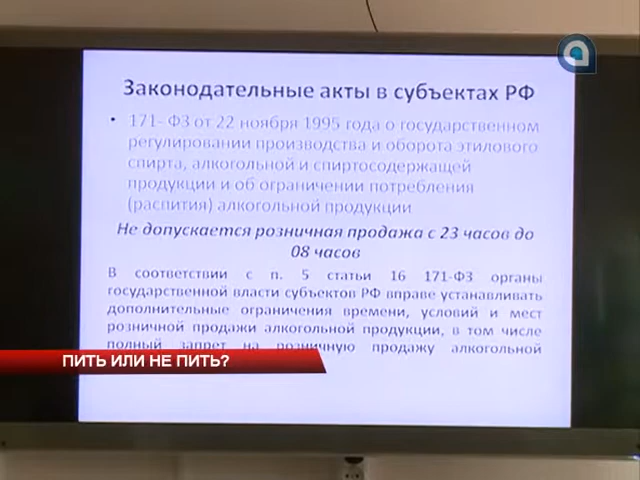 Законодательные акты в субъектах РФ
• 171- ФЗ от 22 ноября 1995 года о государственном
регулировании производства и оборота этилового
спирта, алкогольной и спиртосодержащей
продукции и об ограничении потребления
(распития) алкогольной продукции
Не допускается розничная продажа с 23 часов до
08 часов
В соответствии с п. 5 статьи 16 171-ФЗ органы
государственной власти субъектов РФ вправе устанавливать
дополнительные ограничения времени, условий и мест
розничной продажи алкогольной продукции, в том числе
полный запрет на розничную продажу алкогольной
ПИТЬ ИЛИ НЕ ПИТЬ?